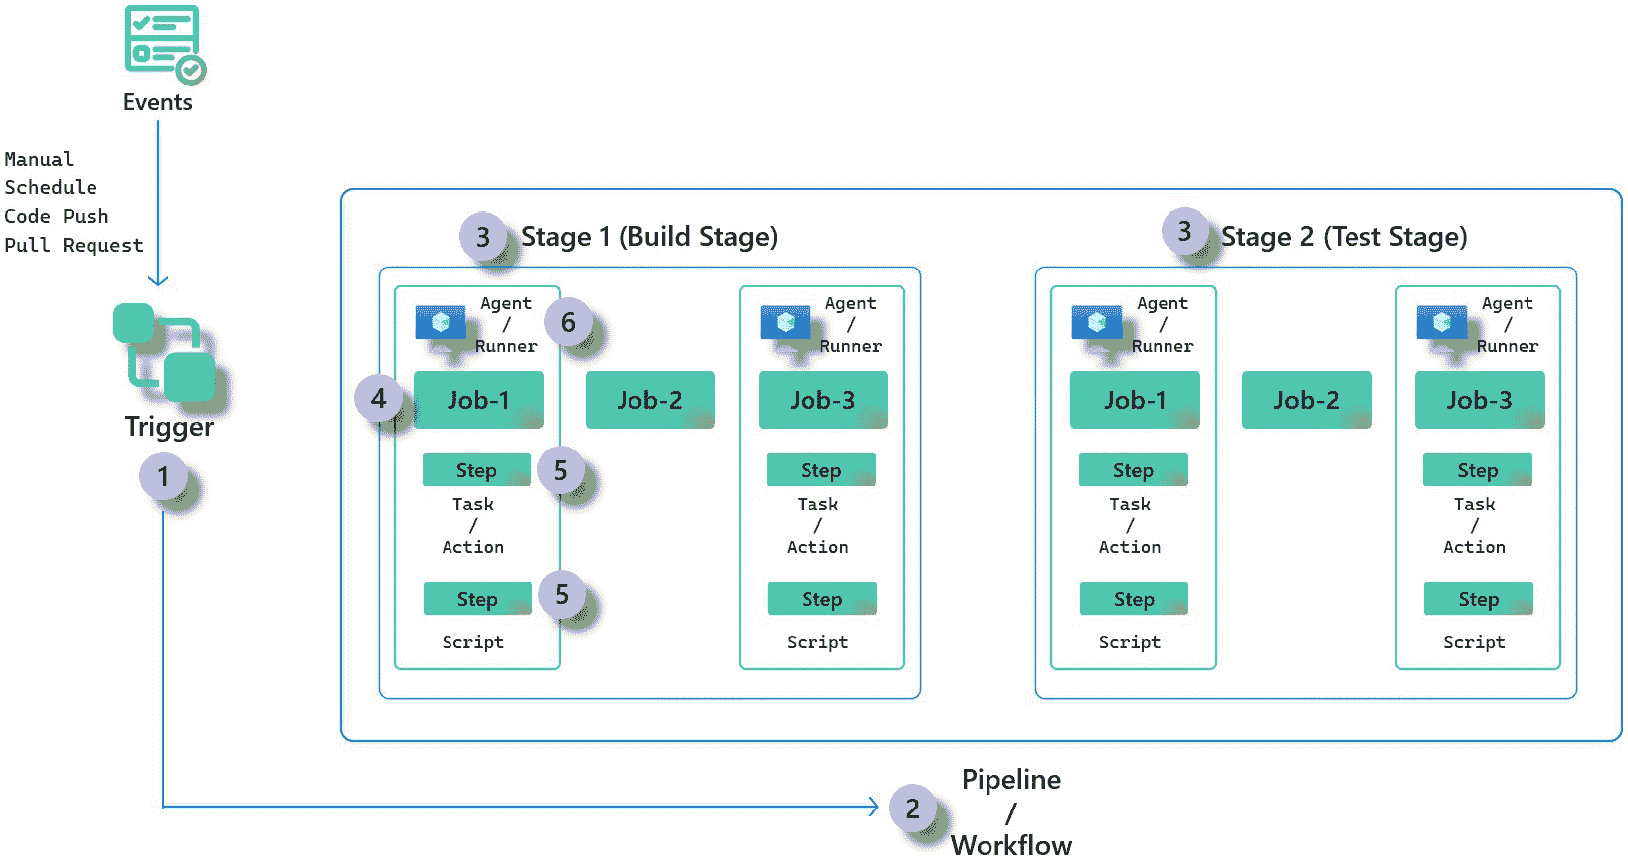 Events
Manual
Schedule
Code Push
Pull Request
Trigger
1
3
Stage 1 (Build Stage)
Agent
/
Runner
6
4
Job-1
Step
5
Task
/
Action
Step
5
Script
Job-2
Agent
/
Runner
Job-3
Step
Task
/
Action
Step
Script
3
Stage 2 (Test Stage)
Agent
/
Runner
Job-1
Step
Task
/
Action
Step
Script
Job-2
Agent
/
Runner
Job-3
Step
Task
/
Action
Step
Script
2
Pipeline
/
Workflow